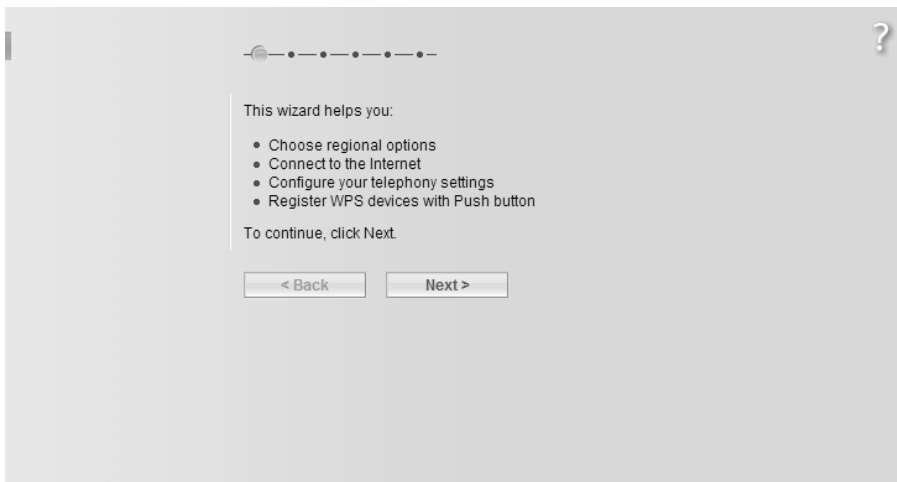 ?
This wizard helps you:
• Choose regional options
• Connect to the Internet
• Configure your telephony settings
• Register WPS devices with Push button
To continue, click Next.
< Back Next >